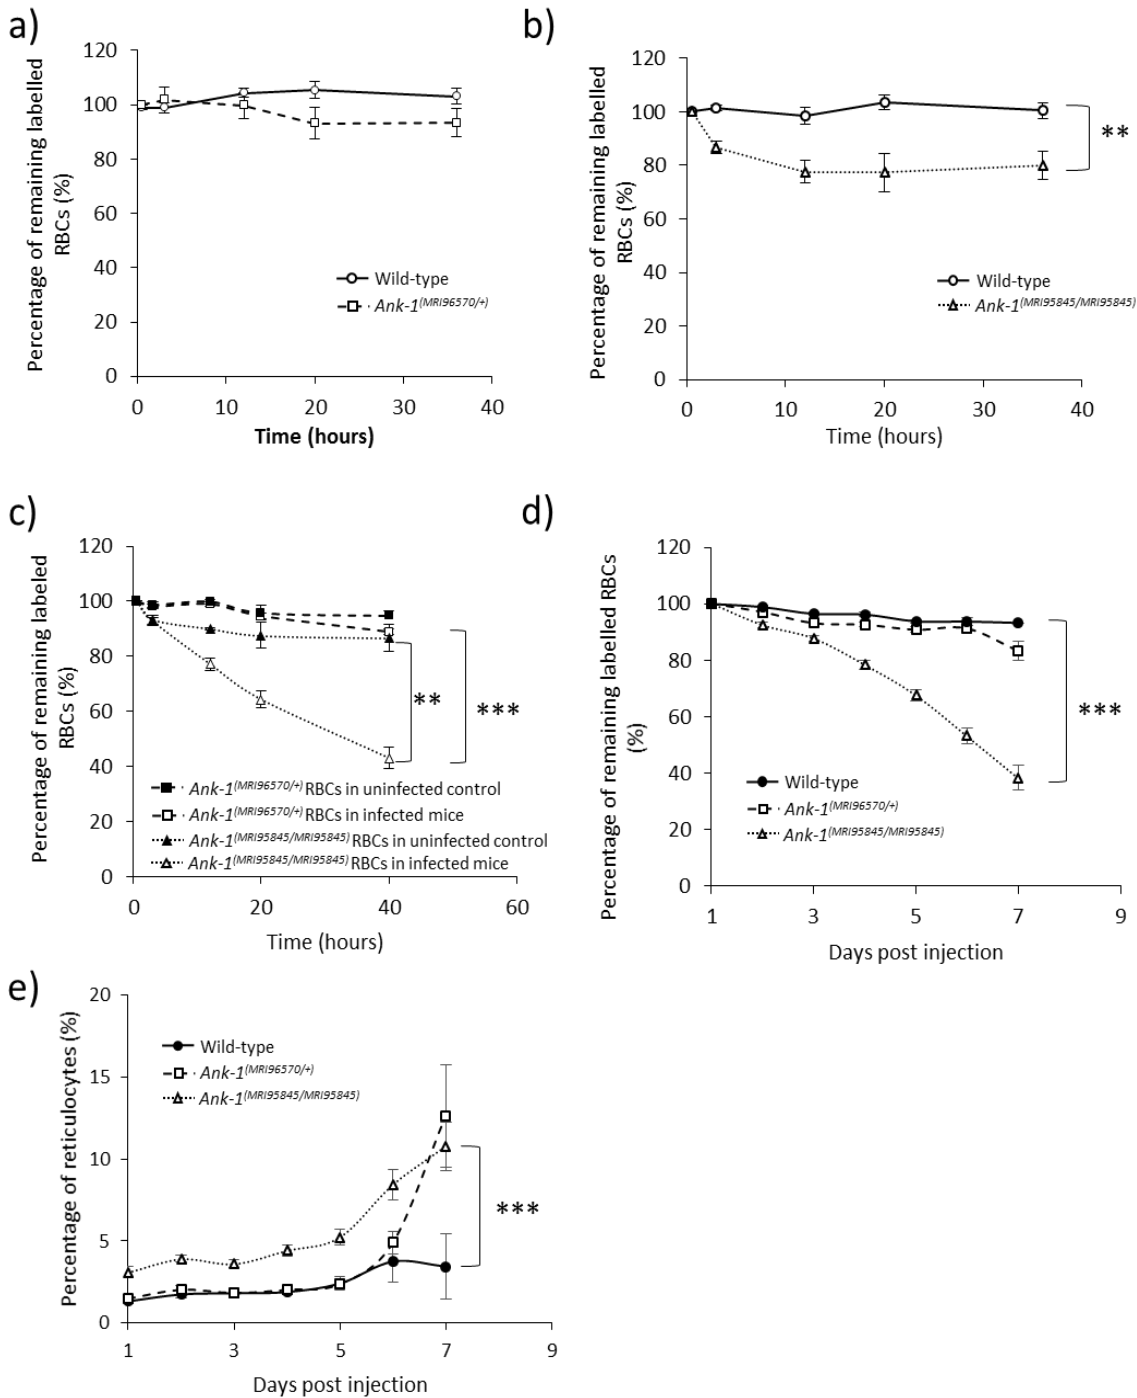 a)
120
100
80
60
40
20
0
Percentage of remaining labelled
RBCs (%)
Wild-type
Ank-1(MRI96570/+)
0 10 20 30 40
Time (hours)
b)
120
100
80
60
40
20
0
Percentage of remaining labelled
RBCs (%)
**
Wild-type
Ank-1(MRI95845/MRI95845)
0 10 20 30 40
Time (hours)
c)
120
100
80
60
40
20
0
Percentage of remaining labeled
RBCs (%)
** ***
Ank-1(MRI96570/+) RBCs in uninfected control
Ank-1(MRI96570/+) RBCs in infected mice
Ank-1(MRI95845/MRI95845) RBCs in uninfected control
Ank-1(MRI95845/MRI95845) RBCs in infected mice
0 20 40 60
Time (hours)
d)
120
100
80
60
40
20
0
Percentage of remaining labelled RBCs
(%)
***
Wild-type
Ank-1(MRI96570/+)
Ank-1(MRI95845/MRI95845)
1 3 5 7 9
Days post injection
e)
20
15
10
5
0
Percentage of reticulocytes (%)
Wild-type
Ank-1(MRI96570/+)
Ank-1(MRI95845/MRI95845)
***
1 3 5 7 9
Days post injection